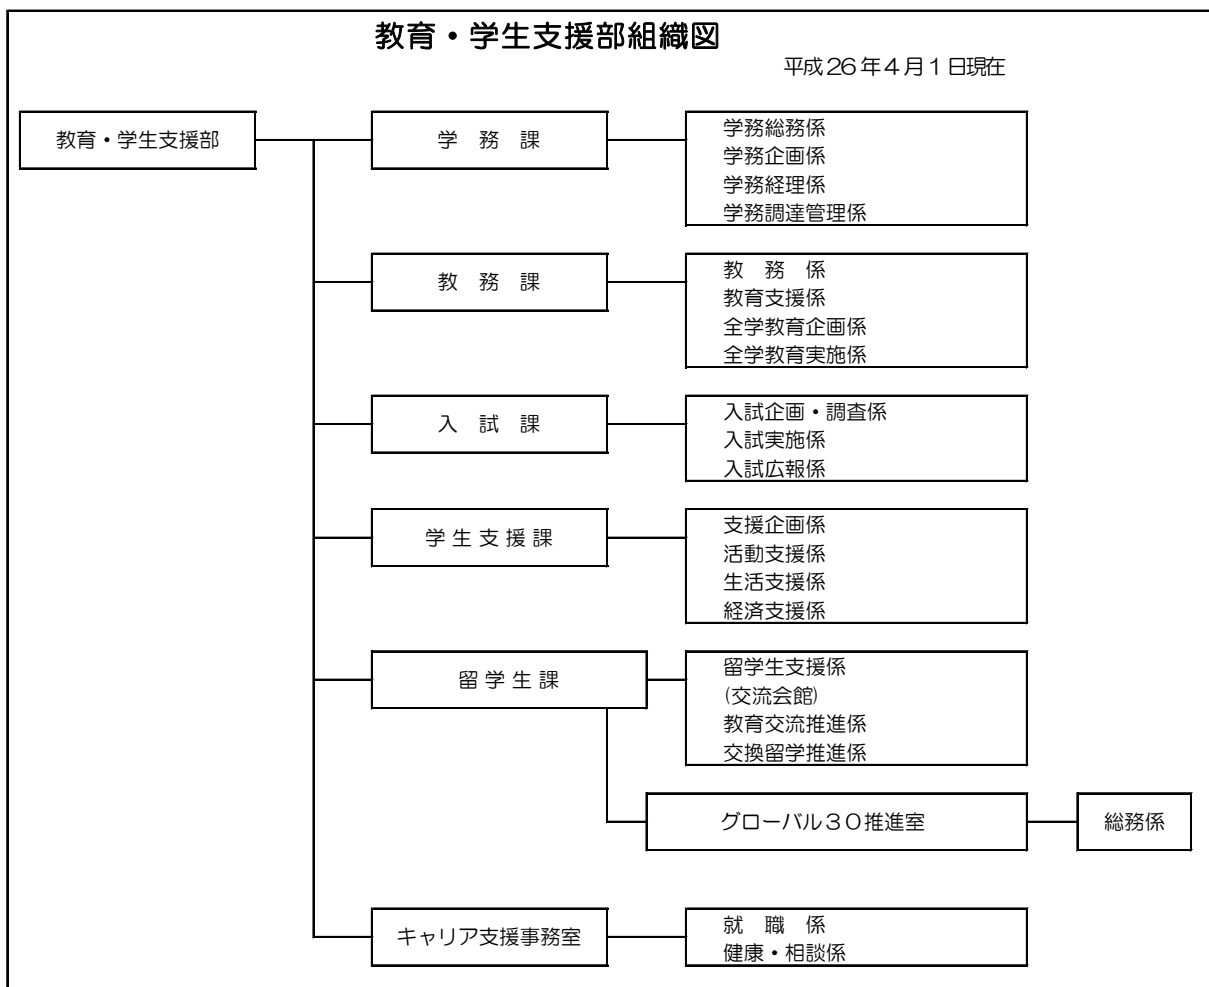 教育・学生支援部組織図
平成26年4月1日現在
教育・学生支援部
学　務　課
学務総務係
学務企画係
学務経理係
学務調達管理係
教　務　課
教　務　係
教育支援係
全学教育企画係
全学教育実施係
入　試　課
入試企画・調査係
入試実施係
入試広報係
学 生 支 援 課
支援企画係
活動支援係
生活支援係
経済支援係
留 学 生 課
留学生支援係
(交流会館)
教育交流推進係
交換留学推進係
グローバル３０推進室
総務係
キャリア支援事務室
就　職　係
健康・相談係